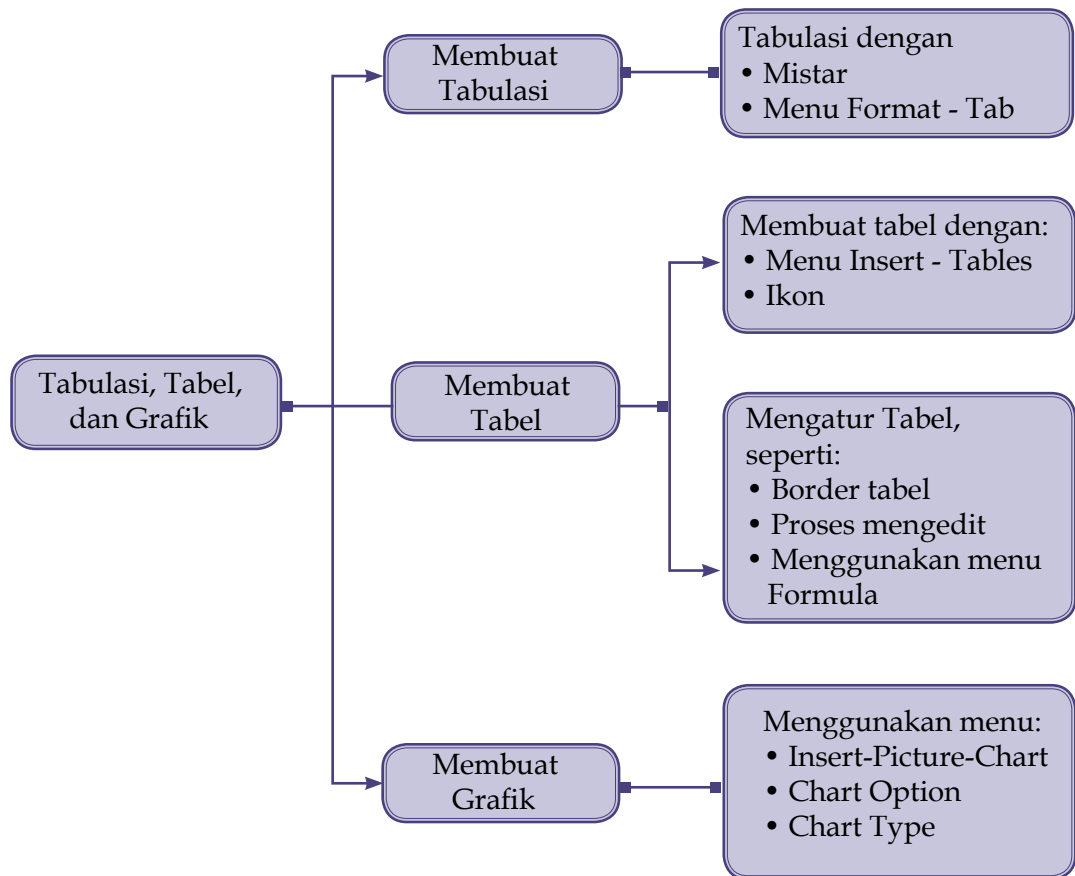 Tabulasi, Tabel,
dan Grafik
Membuat
Tabulasi
Tabulasi dengan
• Mistar
• Menu Format - Tab
Membuat
Tabel
Membuat tabel dengan:
• Menu Insert - Tables
• Ikon
Mengatur Tabel,
seperti:
• Border tabel
• Proses mengedit
• Menggunakan menu
Formula
Membuat
Grafik
Menggunakan menu:
• Insert-Picture-Chart
• Chart Option
• Chart Type